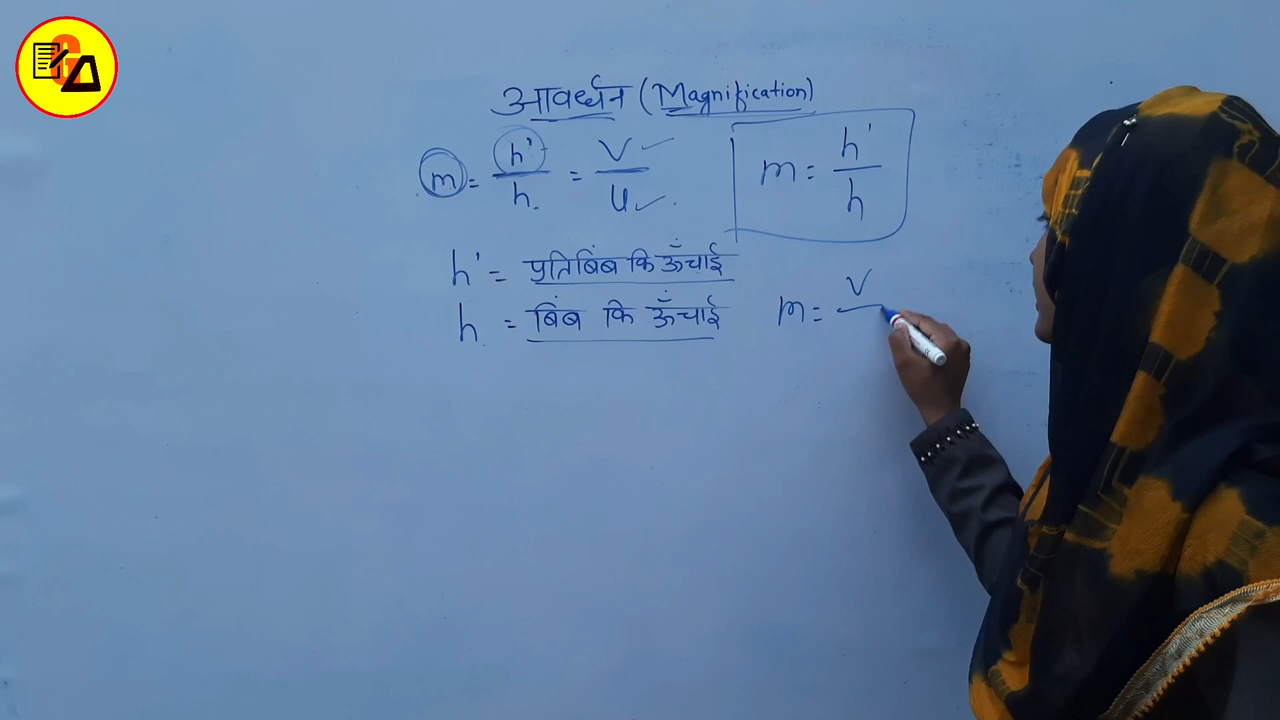 आवर्ध्धन (Magnification)
m = h'/h = v/u
m = h'/h
h' = प्रतिबिंब कि ऊँचाई
h = बिंब कि ऊँचाई
m = v